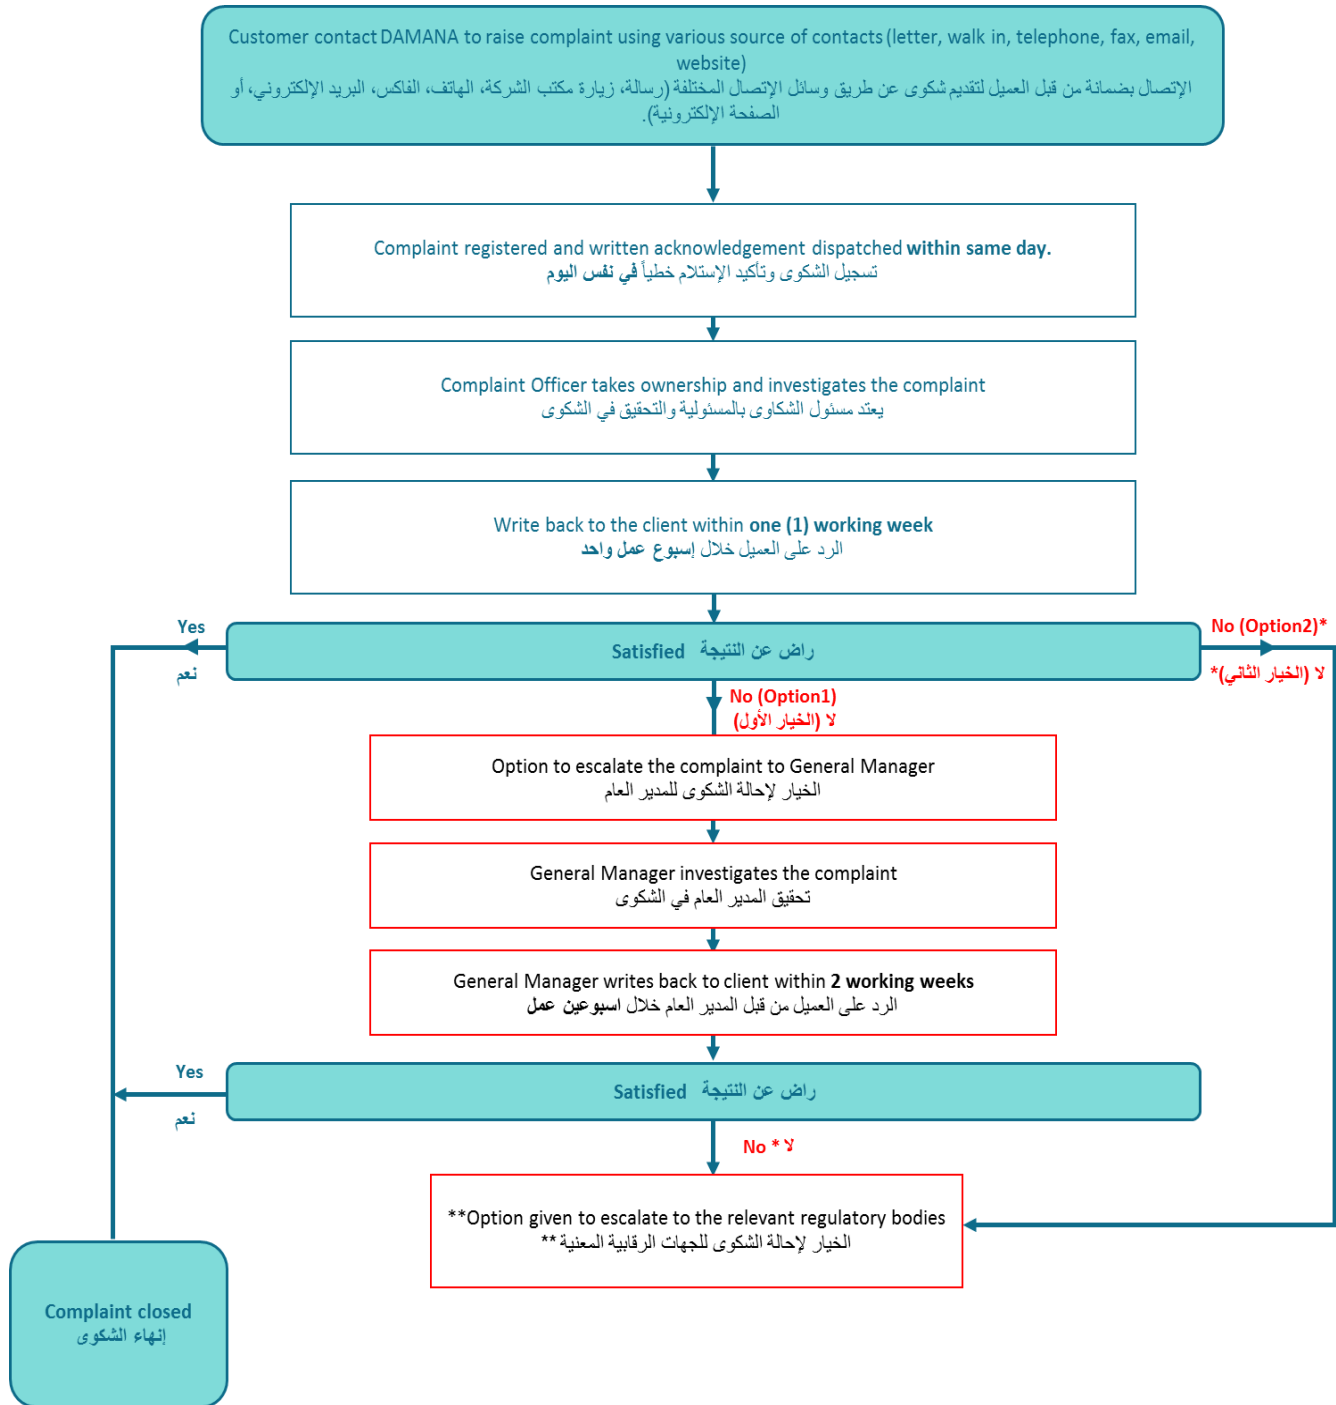 Customer contact DAMANA to raise complaint using various source of contacts (letter, walk in, telephone, fax, email,
website)
الإتصال بضمانة من قبل العميل لتقديم شكوى عن طريق وسائل الإتصال المختلفة (رسالة، زيارة مكتب الشركة، الهاتف، الفاكس، البريد الإلكتروني، أو
الصفحة الإلكترونية).
Complaint registered and written acknowledgement dispatched within same day.
تسجيل الشكوى وتأكيد الإستلام خطياً في نفس اليوم
Complaint Officer takes ownership and investigates the complaint
يعتد مسئول الشكاوى بالمسئولية والتحقيق في الشكوى
Write back to the client within one (1) working week
الرد على العميل خلال إسبوع عمل واحد
Yes
نعم
Satisfied راض عن النتيجة
No (Option2)*
لا (الخيار الثاني)*
No (Option1)
لا (الخيار الأول)
Option to escalate the complaint to General Manager
الخيار لإحالة الشكوى للمدير العام
General Manager investigates the complaint
تحقيق المدير العام في الشكوى
General Manager writes back to client within 2 working weeks
الرد على العميل من قبل المدير العام خلال اسبوعين عمل
Yes
نعم
Satisfied راض عن النتيجة
No * لا
**Option given to escalate to the relevant regulatory bodies
الخيار لإحالة الشكوى للجهات الرقابية المعنية **
Complaint closed
إنهاء الشكوى